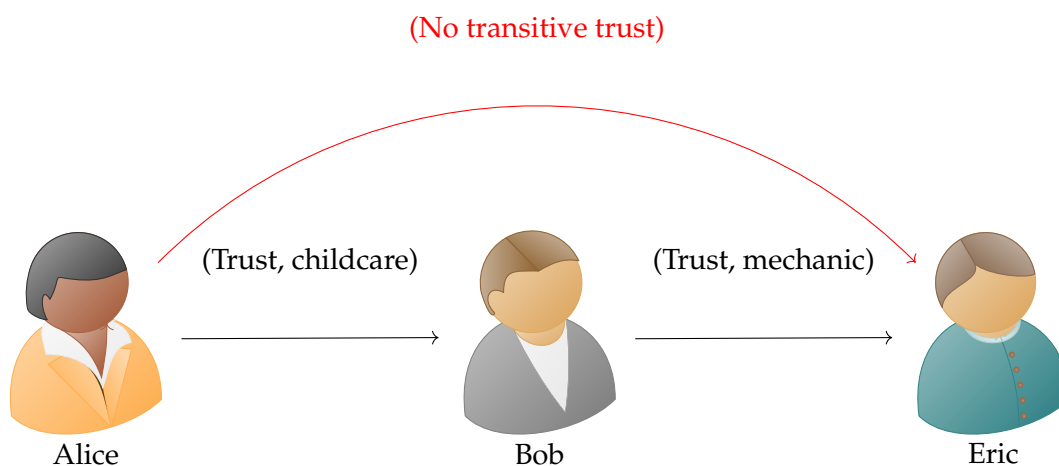 (No transitive trust)
(Trust, childcare)
(Trust, mechanic)
Alice
Bob
Eric